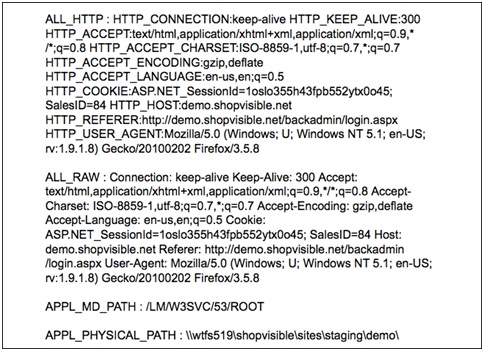 ALL_HTTP : HTTP_CONNECTION:keep-alive HTTP_KEEP_ALIVE:300
HTTP_ACCEPT:text/html,application/xhtml+xml,application/xml;q=0.9,*
/*;q=0.8 HTTP_ACCEPT_CHARSET:ISO-8859-1,utf-8;q=0.7,*;q=0.7
HTTP_ACCEPT_ENCODING:gzip,deflate
HTTP_ACCEPT_LANGUAGE:en-us,en;q=0.5
HTTP_COOKIE:ASP.NET_SessionId=1oslo355h43fpb552ytx0o45;
SalesID=84 HTTP_HOST:demo.shopvisible.net
HTTP_REFERER:http://demo.shopvisible.net/backadmin/login.aspx
HTTP_USER_AGENT:Mozilla/5.0 (Windows; U; Windows NT 5.1; en-US;
rv:1.9.1.8) Gecko/20100202 Firefox/3.5.8
ALL_RAW : Connection: keep-alive Keep-Alive: 300 Accept:
text/html,application/xhtml+xml,application/xml;q=0.9,*/*;q=0.8 Accept-
Charset: ISO-8859-1,utf-8;q=0.7,*;q=0.7 Accept-Encoding: gzip,deflate
Accept-Language: en-us,en;q=0.5 Cookie:
ASP.NET_SessionId=1oslo355h43fpb552ytx0o45; SalesID=84 Host:
demo.shopvisible.net Referer: http://demo.shopvisible.net/backadmin
/login.aspx User-Agent: Mozilla/5.0 (Windows; U; Windows NT 5.1; en-US;
rv:1.9.1.8) Gecko/20100202 Firefox/3.5.8
APPL_MD_PATH : /LM/W3SVC/53/ROOT
APPL_PHYSICAL_PATH : \\wtfs519\shopvisible\sites\staging\demo\